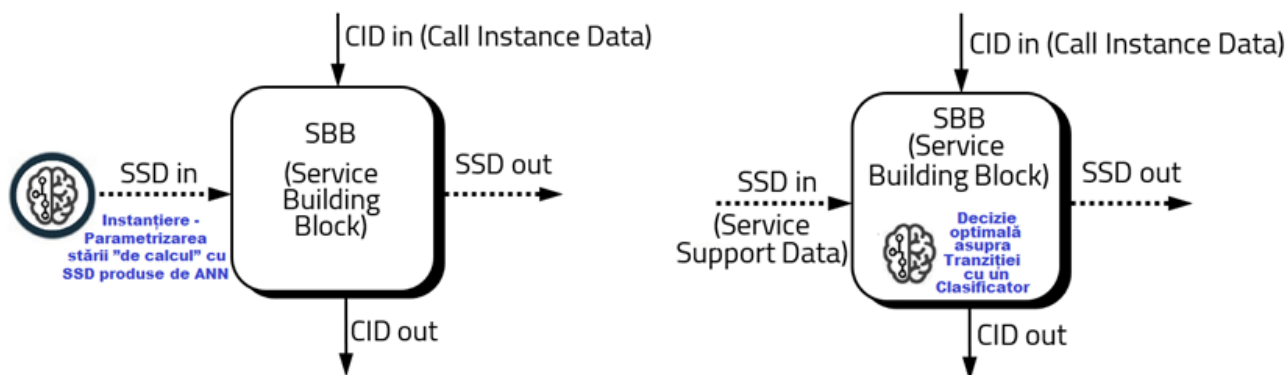 CID in (Call Instance Data)
SBB
(Service
Building
Block)
SSD in
Instanțiere -
Parametrizarea
stării ”de calcul” cu
SSD produse de ANN
SSD out
CID out
CID in (Call Instance Data)
SBB
(Service
Building Block)
SSD in
(Service
Support Data)
Decizie
optimală
asupra
Tranziției
cu un
Clasificator
SSD out
CID out